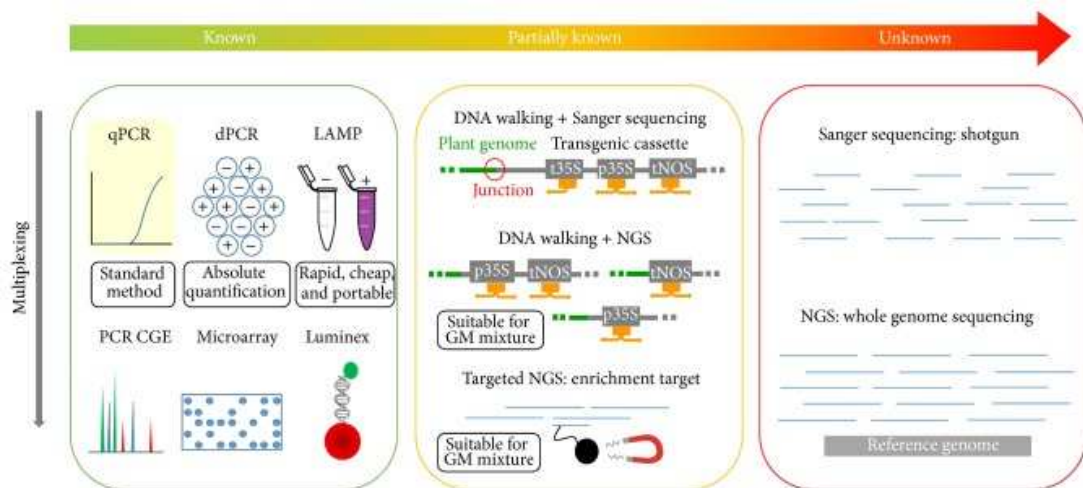 Known
Partially known
Unknown
Multiplexing
qPCR
dPCR
LAMP
− +
− −
+ − +
+ + − +
− + −
+ − + +
− + −
+ −
Standard
method
Absolute
quantification
Rapid, cheap,
and portable
PCR CGE
Microarray
Luminex
DNA walking + Sanger sequencing
Plant genome
Transgenic cassette
t35S
p35S
tNOS
Junction
DNA walking + NGS
p35S
tNOS
tNOS
p35S
Suitable for
GM mixture
Targeted NGS: enrichment target
Suitable for
GM mixture
Sanger sequencing: shotgun
NGS: whole genome sequencing
Reference genome